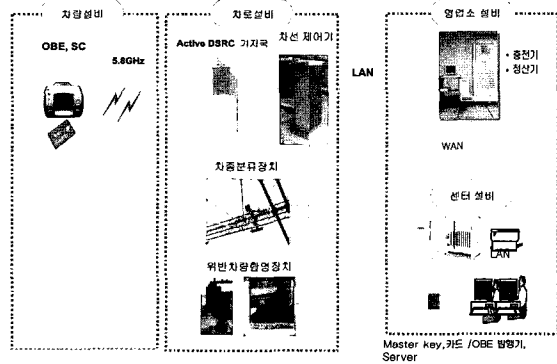 차량설비
OBE, SC
5.8GHz
차로설비
Active DSRC 기지국
차선 제어기
차종분류장치
위반차량촬영장치
LAN
영업소 설비
• 충전기
• 정산기
WAN
센터 설비
LAN
Master key,카드 /OBE 발행기,
Server